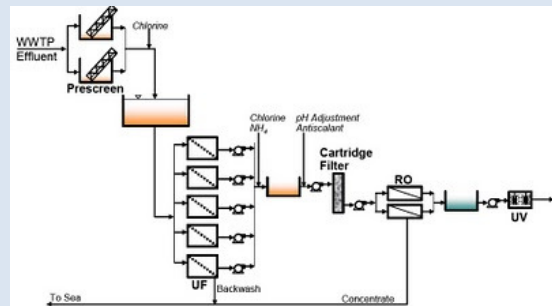 Chlorine
WWTP
Effluent
Prescreen
Chlorine
NH₄
pH Adjustment
Antiscalant
Cartridge
Filter
RO
UV
UF
Backwash
To Sea
Concentrate